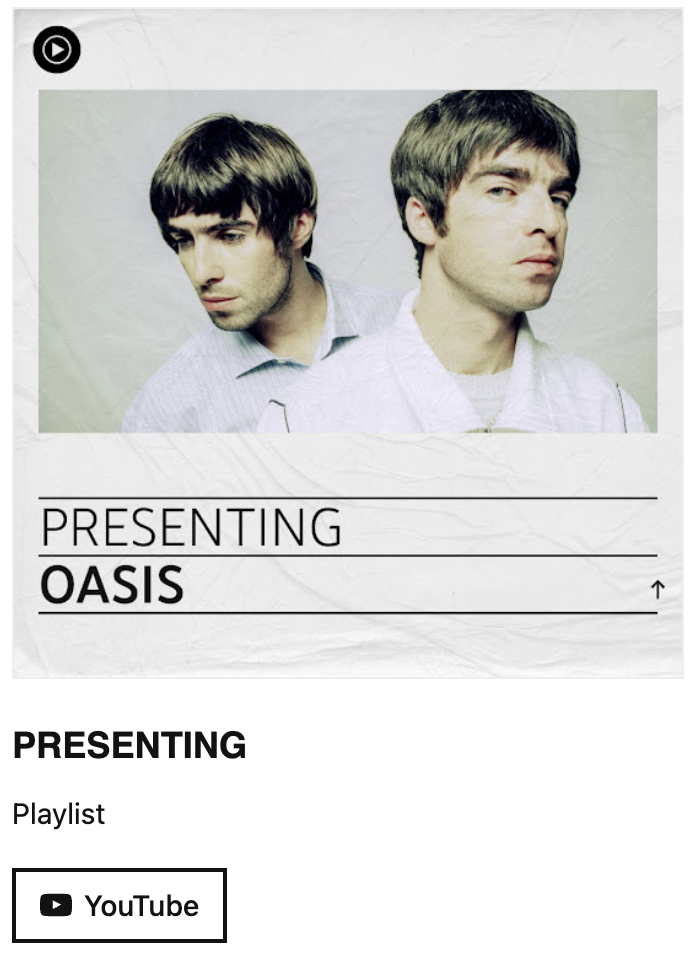 PRESENTING
OASIS
PRESENTING
Playlist
YouTube